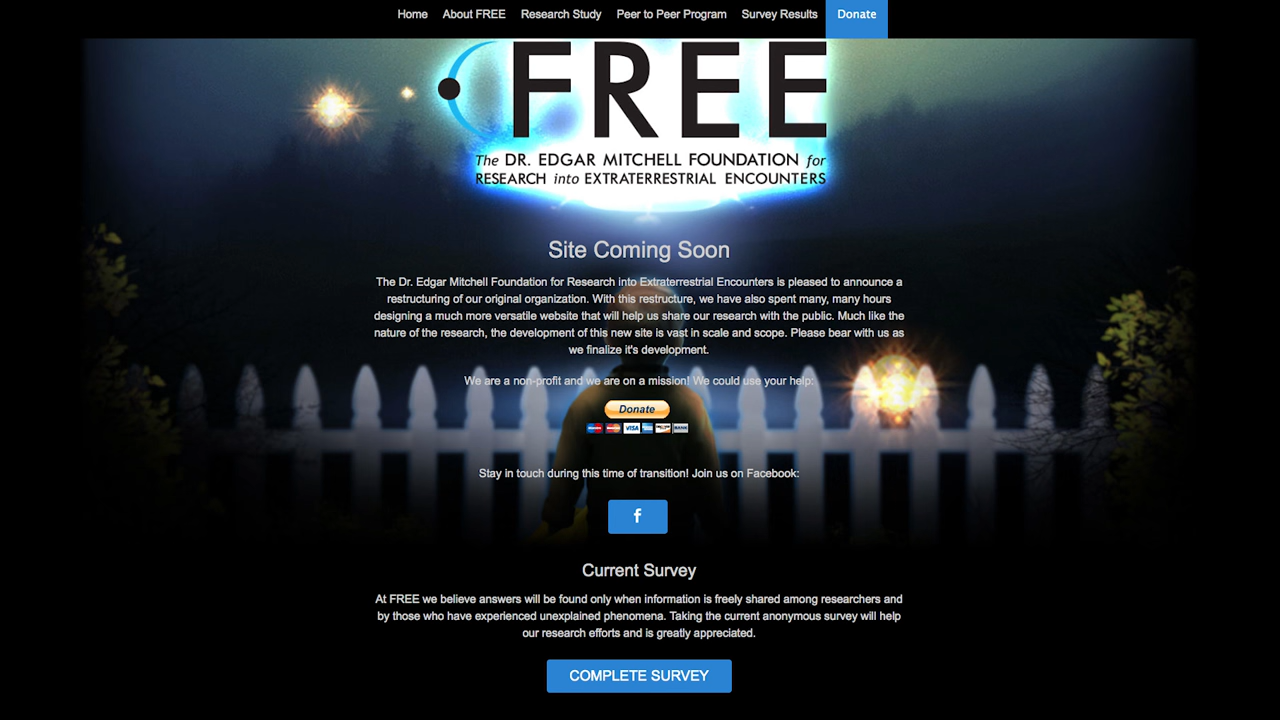 Home About FREE Research Study Peer to Peer Program Survey Results Donate
FREE
The DR. EDGAR MITCHELL FOUNDATION for
RESEARCH into EXTRATERRESTRIAL ENCOUNTERS
Site Coming Soon
The Dr. Edgar Mitchell Foundation for Research into Extraterrestrial Encounters is pleased to announce a
restructuring of our original organization. With this restructure, we have also spent many, many hours
designing a much more versatile website that will help us share our research with the public. Much like the
nature of the research, the development of this new site is vast in scale and scope. Please bear with us as
we finalize it's development.
We are a non-profit and we are on a mission! We could use your help:
Donate
VISA
BANK
Stay in touch during this time of transition! Join us on Facebook:
f
Current Survey
At FREE we believe answers will be found only when information is freely shared among researchers and
by those who have experienced unexplained phenomena. Taking the current anonymous survey will help
our research efforts and is greatly appreciated.
COMPLETE SURVEY